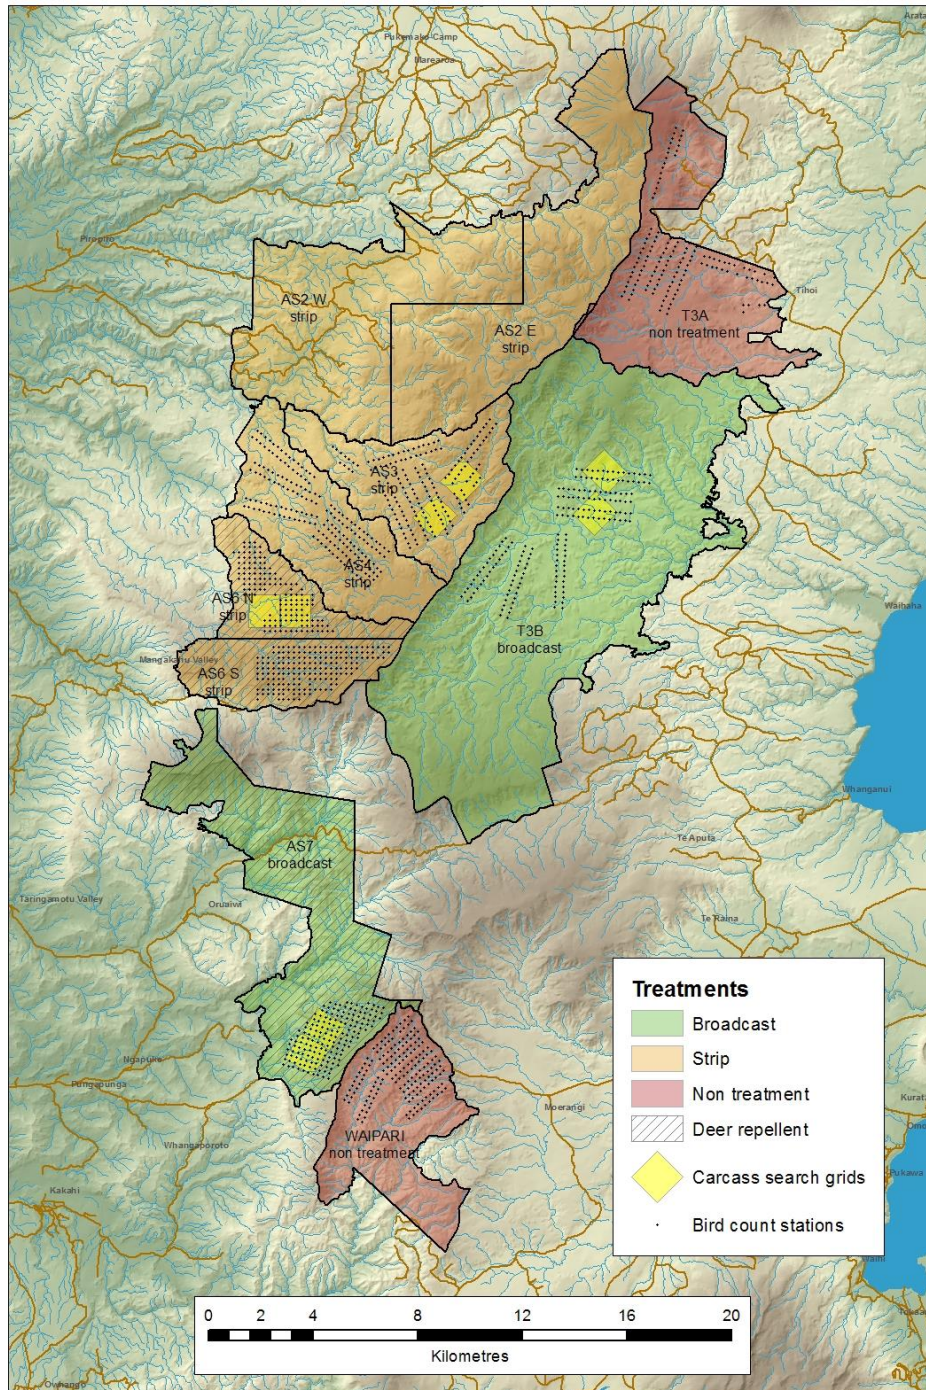 Arata
Pukemako Camp
Marearoa
Piropiro
AS2 W
strip
Tihoi
T3A
non treatment
AS2 E
strip
AS3
strip
AS4
strip
AS6 N
strip
Waihaha
T3B
broadcast
Mangakahu Valley
AS6 S
strip
Whanganui
Te Aputa
AS7
broadcast
Taringamotu Valley
Oruaiwi
Te Raina
Treatments
Broadcast
Strip
Non treatment
Deer repellent
Carcass search grids
Bird count stations
Ngapuke
Pungapunga
Moerangi
Kurat
Omo
Whangaporoto
WAIPARI
non treatment
Pukawa
Kakahi
0 2 4 8 12 16 20
Kilometres
Owhango